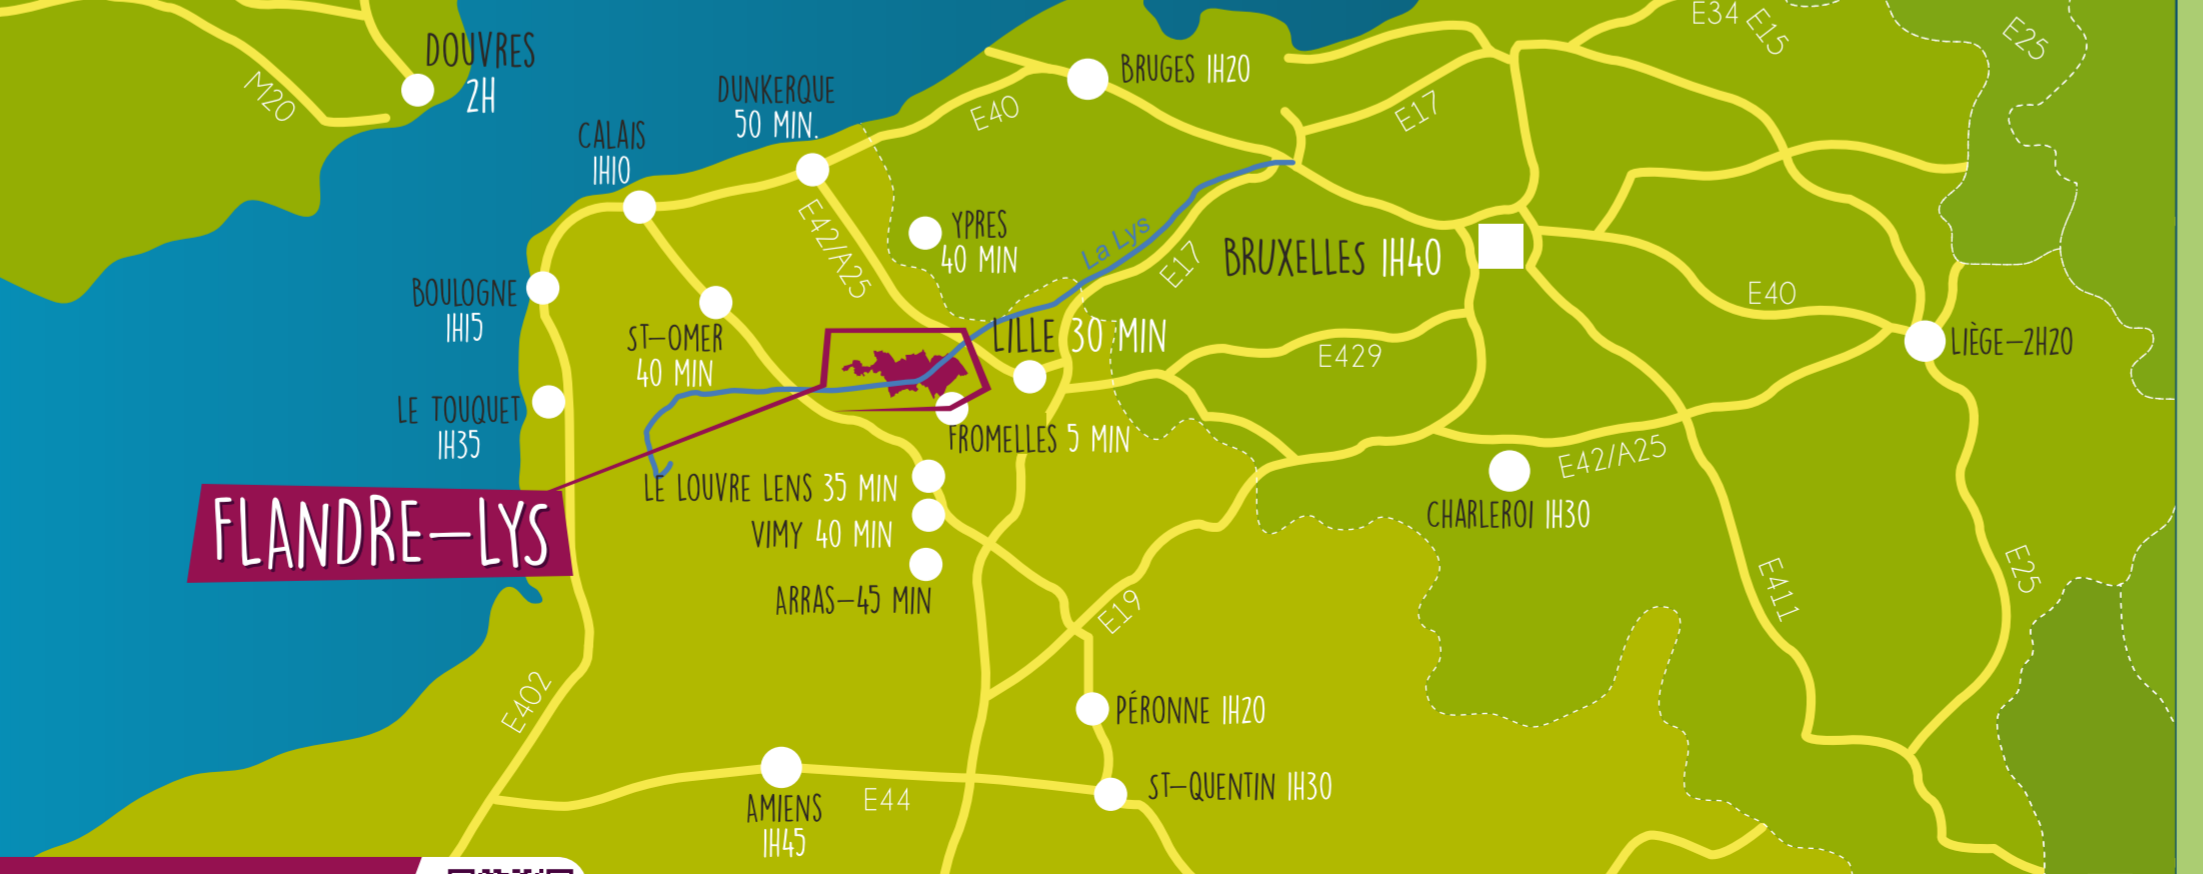 E34
E15
E25
DOUVRES
2H
M20
DUNKERQUE
50 MIN.
BRUGES 1H20
E40
E17
CALAIS
1H10
E42/A25
YPRES
40 MIN
La Lys
E17
BRUXELLES 1H40
E40
BOULOGNE
1H15
ST-OMER
40 MIN
LILLE 30 MIN
E429
LIÈGE-2H20
LE TOUQUET
1H35
FROMELLES 5 MIN
E42/A25
LE LOUVRE LENS 35 MIN
CHARLEROI 1H30
FLANDRE-LYS
VIMY 40 MIN
ARRAS-45 MIN
E19
E411
E25
E402
PÉRONNE 1H20
ST-QUENTIN 1H30
AMIENS
1H45
E44